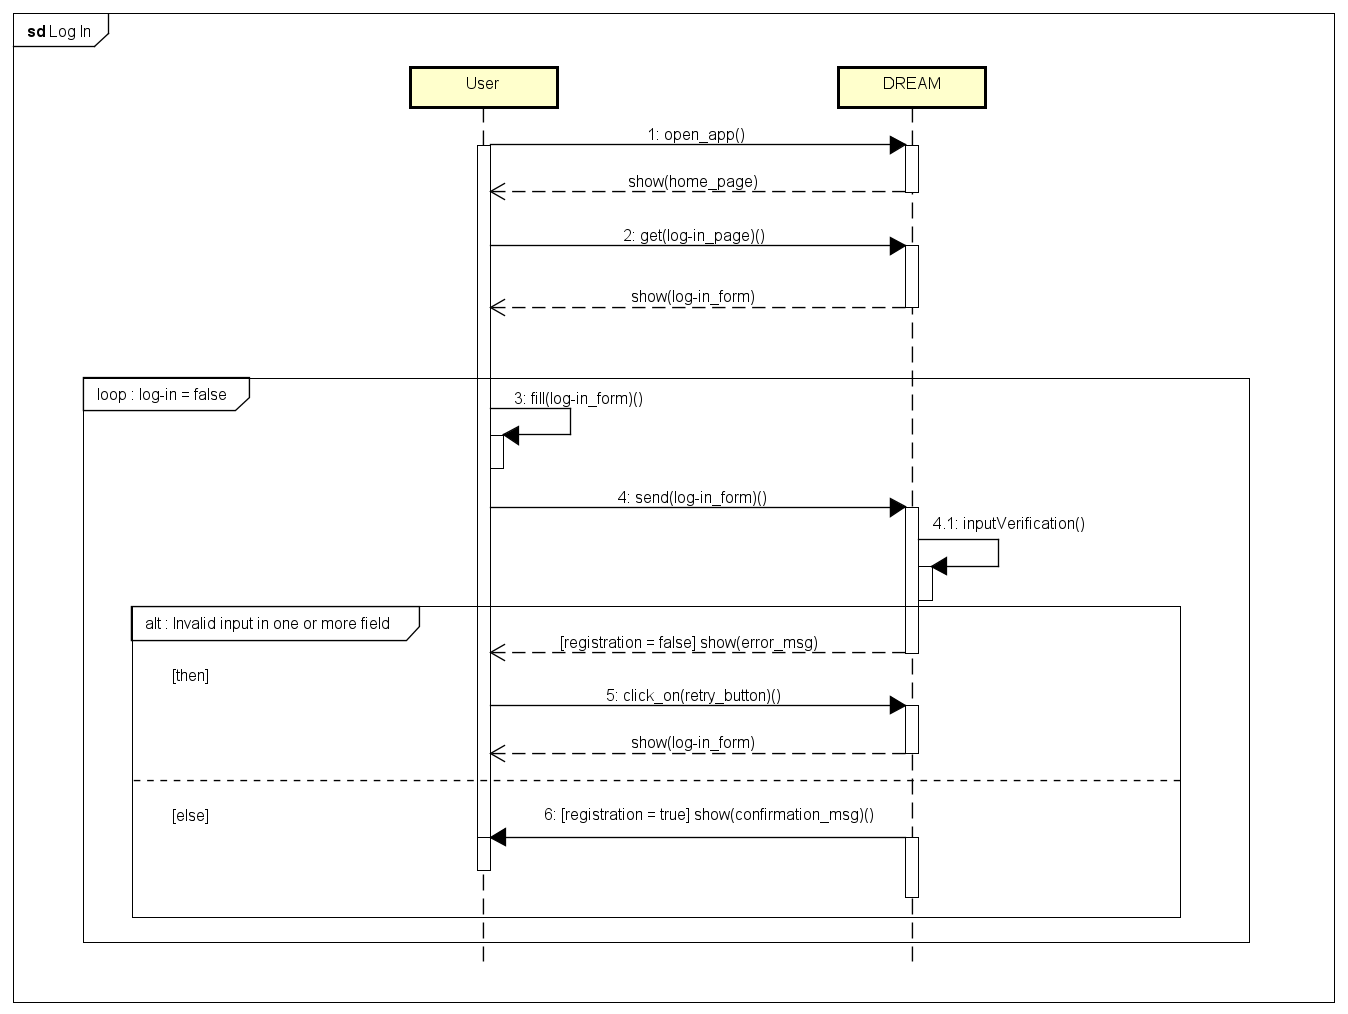 sd Log In
User
DREAM
1: open_app()
show(home_page)
2: get(log-in_page)()
show(log-in_form)
loop : log-in = false
3: fill(log-in_form)()
4: send(log-in_form)()
4.1: inputVerification()
alt : Invalid input in one or more field
[registration = false] show(error_msg)
[then]
5: click_on(retry_button)()
show(log-in_form)
6: [registration = true] show(confirmation_msg)()
[else]